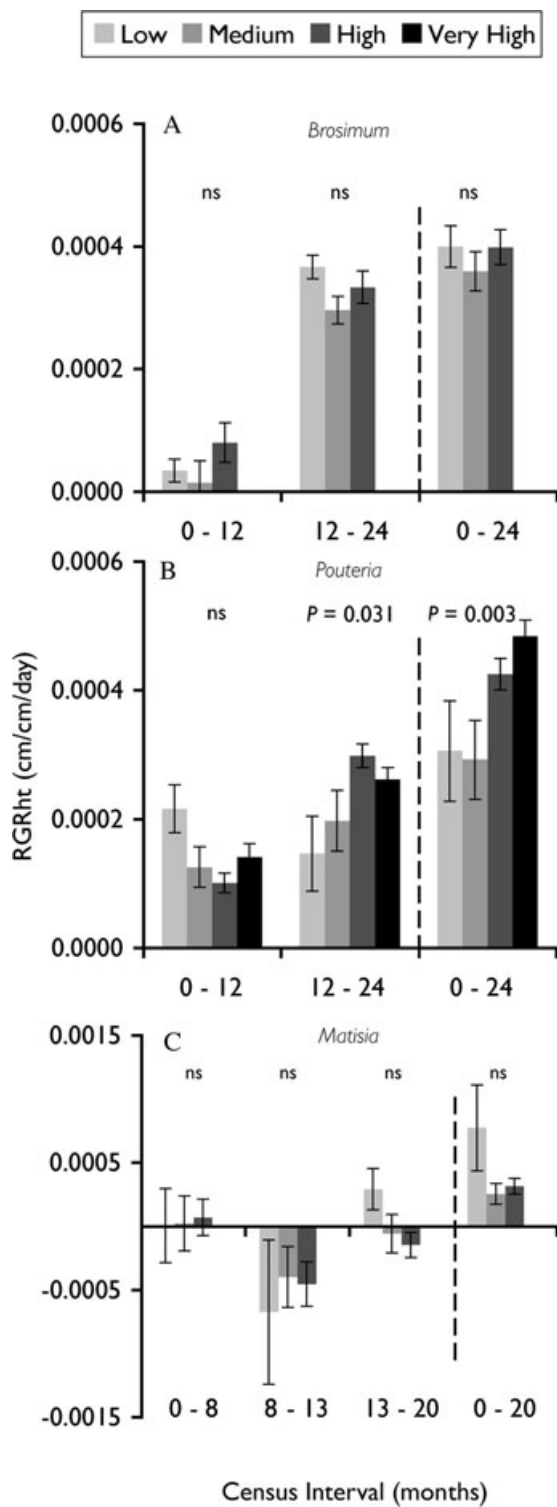 Low Medium High Very High
A Brosimum
0.0006
ns ns ns
0.0004
0.0002
0.0000
0 - 12 12 - 24 0 - 24
B Pouteria
0.0006
ns P = 0.031 P = 0.003
0.0004
0.0002
0.0000
0 - 12 12 - 24 0 - 24
RGRht (cm/cm/day)
C Matisia
0.0015
ns ns ns ns
0.0005
-0.0005
-0.0015
0 - 8 8 - 13 13 - 20 0 - 20
Census Interval (months)